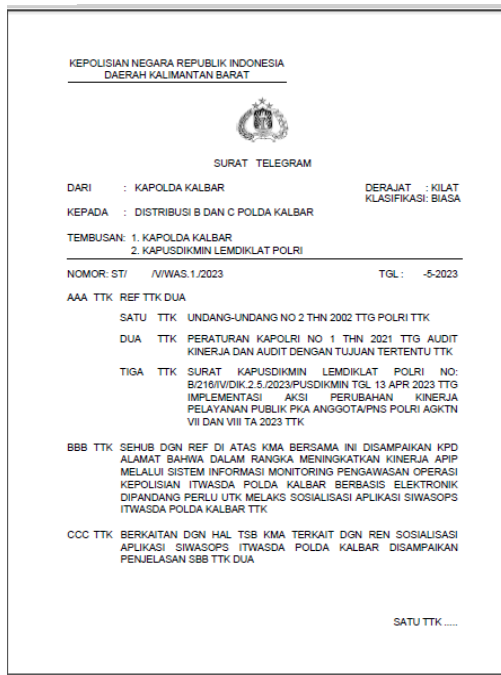 KEPOLISIAN NEGARA REPUBLIK INDONESIA
DAERAH KALIMANTAN BARAT
SURAT TELEGRAM
DARI : KAPOLDA KALBAR
DERAJAT : KILAT
KLASIFIKASI: BIASA
KEPADA : DISTRIBUSI B DAN C POLDA KALBAR
TEMBUSAN: 1. KAPOLDA KALBAR
2. KAPUSDIKMIN LEMDIKLAT POLRI
NOMOR: ST/ /V/WAS.1./2023 TGL : -5-2023
AAA TTK REF TTK DUA
SATU TTK UNDANG-UNDANG NO 2 THN 2002 TTG POLRI TTK
DUA TTK PERATURAN KAPOLRI NO 1 THN 2021 TTG AUDIT
KINERJA DAN AUDIT DENGAN TUJUAN TERTENTU TTK
TIGA TTK SURAT KAPUSDIKMIN LEMDIKLAT POLRI NO:
B/216/IV/DIK.2.5./2023/PUSDIKMIN TGL 13 APR 2023 TTG
IMPLEMENTASI AKSI PERUBAHAN KINERJA
PELAYANAN PUBLIK PKA ANGGOTA/PNS POLRI AGKTN
VII DAN VIII TA 2023 TTK
BBB TTK SEHUB DGN REF DI ATAS KMA BERSAMA INI DISAMPAIKAN KPD
ALAMAT BAHWA DALAM RANGKA MENINGKATKAN KINERJA APIP
MELALUI SISTEM INFORMASI MONITORING PENGAWASAN OPERASI
KEPOLISIAN ITWASDA POLDA KALBAR BERBASIS ELEKTRONIK
DIPANDANG PERLU UTK MELAKS SOSIALISASI APLIKASI SIWASOPS
ITWASDA POLDA KALBAR TTK
CCC TTK BERKAITAN DGN HAL TSB KMA TERKAIT DGN REN SOSIALISASI
APLIKASI SIWASOPS ITWASDA POLDA KALBAR DISAMPAIKAN
PENJELASAN SBB TTK DUA
SATU TTK .....